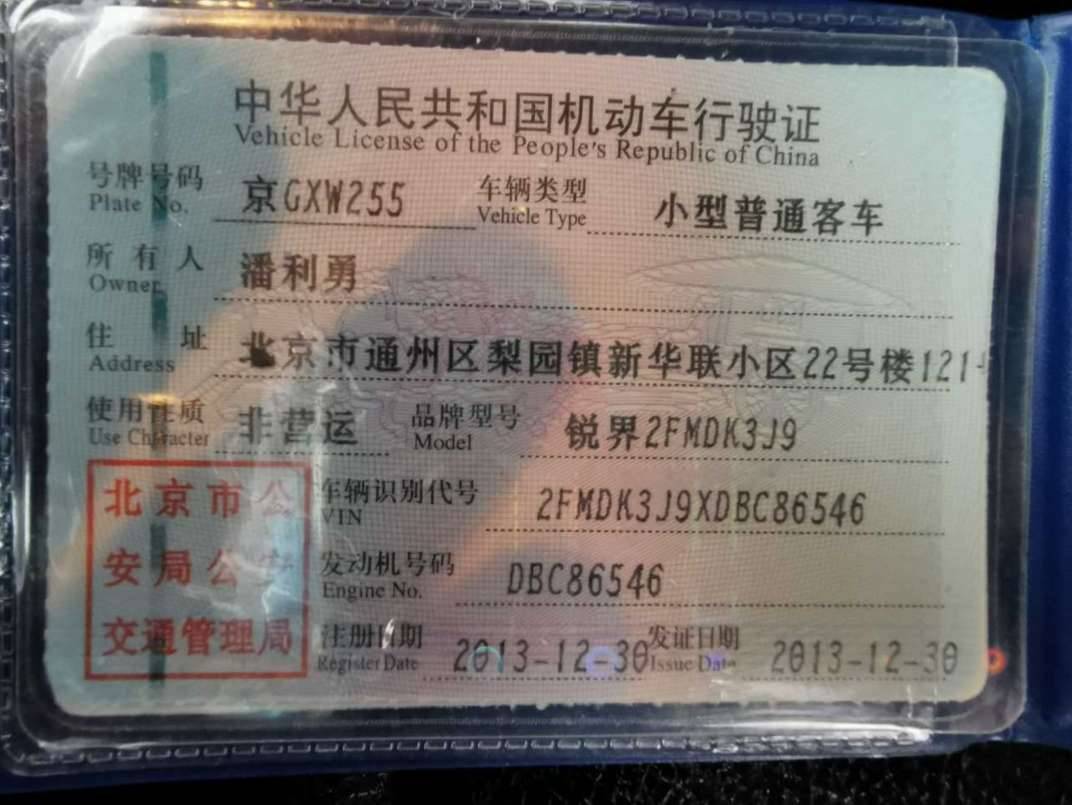 中华人民共和国机动车行驶证
Vehicle License of the People's Republic of China
号牌号码 京GXW255 车辆类型 小型普通客车
Plate No. Vehicle Type
所有人 潘利勇
Owner
住址 北京市通州区梨园镇新华联小区22号楼121
Address
使用性质 非营运 品牌型号 锐界2FMDK3J9
Use Character Model
北京市公 车辆识别代号 2FMDK3J9XDBC86546
VIN
安局公安 发动机号码 DBC86546
Engine No.
交通管理局 注册日期 2013-12-30 发证日期 2013-12-30
Register Date Issue Date